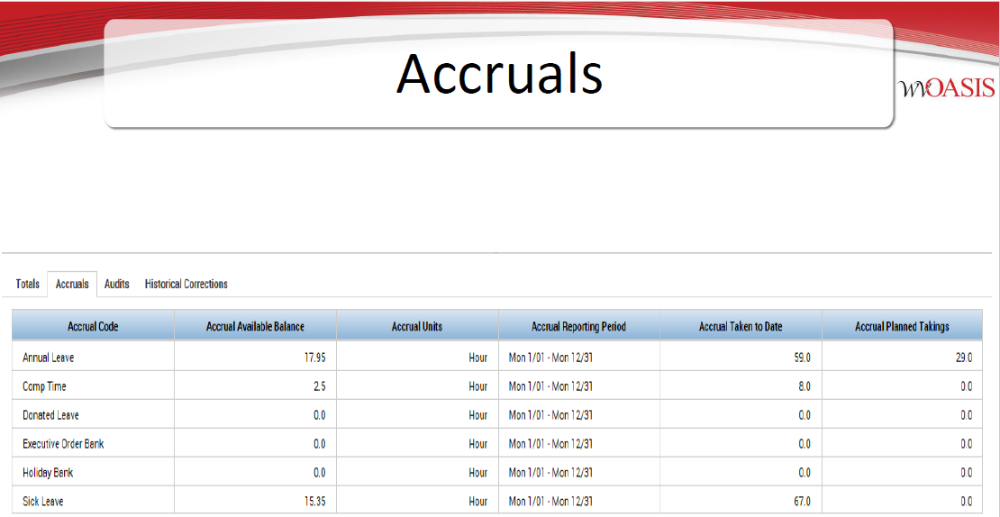 Accruals
wvOASIS
Totals Accruals Audits Historical Corrections
Accrual Code Accrual Available Balance Accrual Units Accrual Reporting Period Accrual Taken to Date Accrual Planned Takings
Annual Leave 17.95 Hour Mon 1/01 - Mon 12/31 59.0 29.0
Comp Time 2.5 Hour Mon 1/01 - Mon 12/31 8.0 0.0
Donated Leave 0.0 Hour Mon 1/01 - Mon 12/31 0.0 0.0
Executive Order Bank 0.0 Hour Mon 1/01 - Mon 12/31 0.0 0.0
Holiday Bank 0.0 Hour Mon 1/01 - Mon 12/31 0.0 0.0
Sick Leave 15.35 Hour Mon 1/01 - Mon 12/31 67.0 0.0